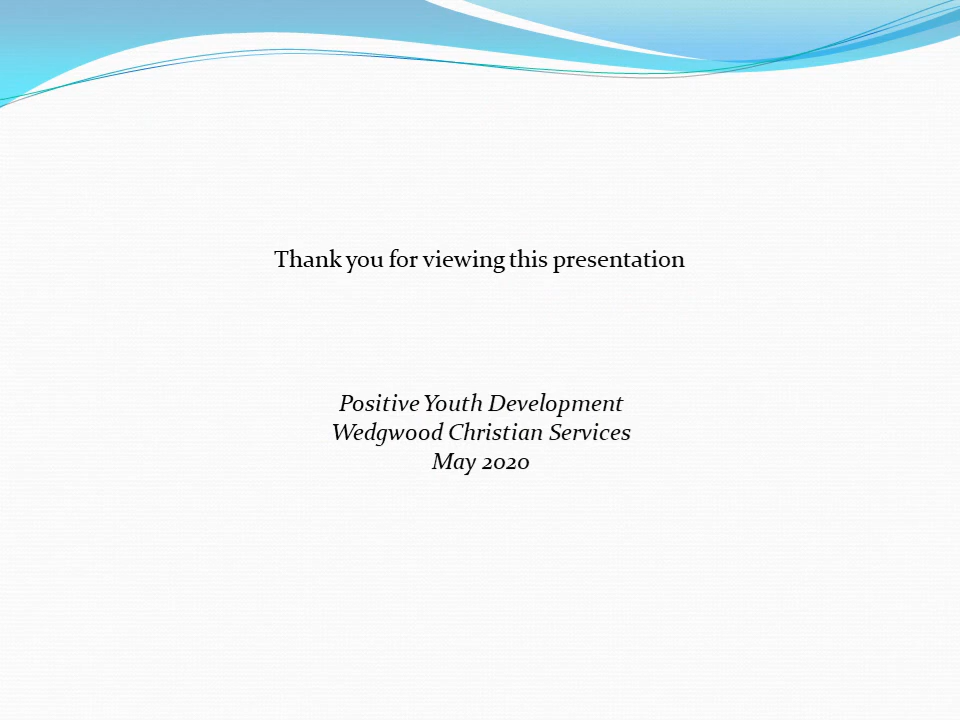 Thank you for viewing this presentation
Positive Youth Development
Wedgwood Christian Services
May 2020